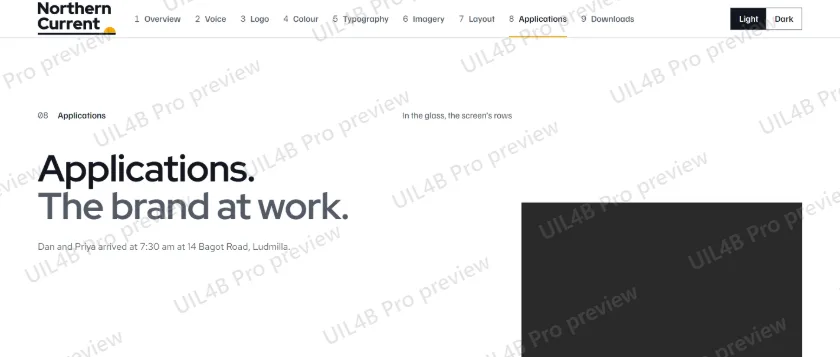 Northern
Current
1 Overview 2 Voice 3 Logo 4 Colour 5 Typography 6 Imagery 7 Layout 8 Applications 9 Downloads
Light Dark
08 Applications
In the glass, the screen's rows
Applications.
The brand at work.
Dan and Priya arrived at 7:30 am at 14 Bagot Road, Ludmilla.
UIL4B Pro preview